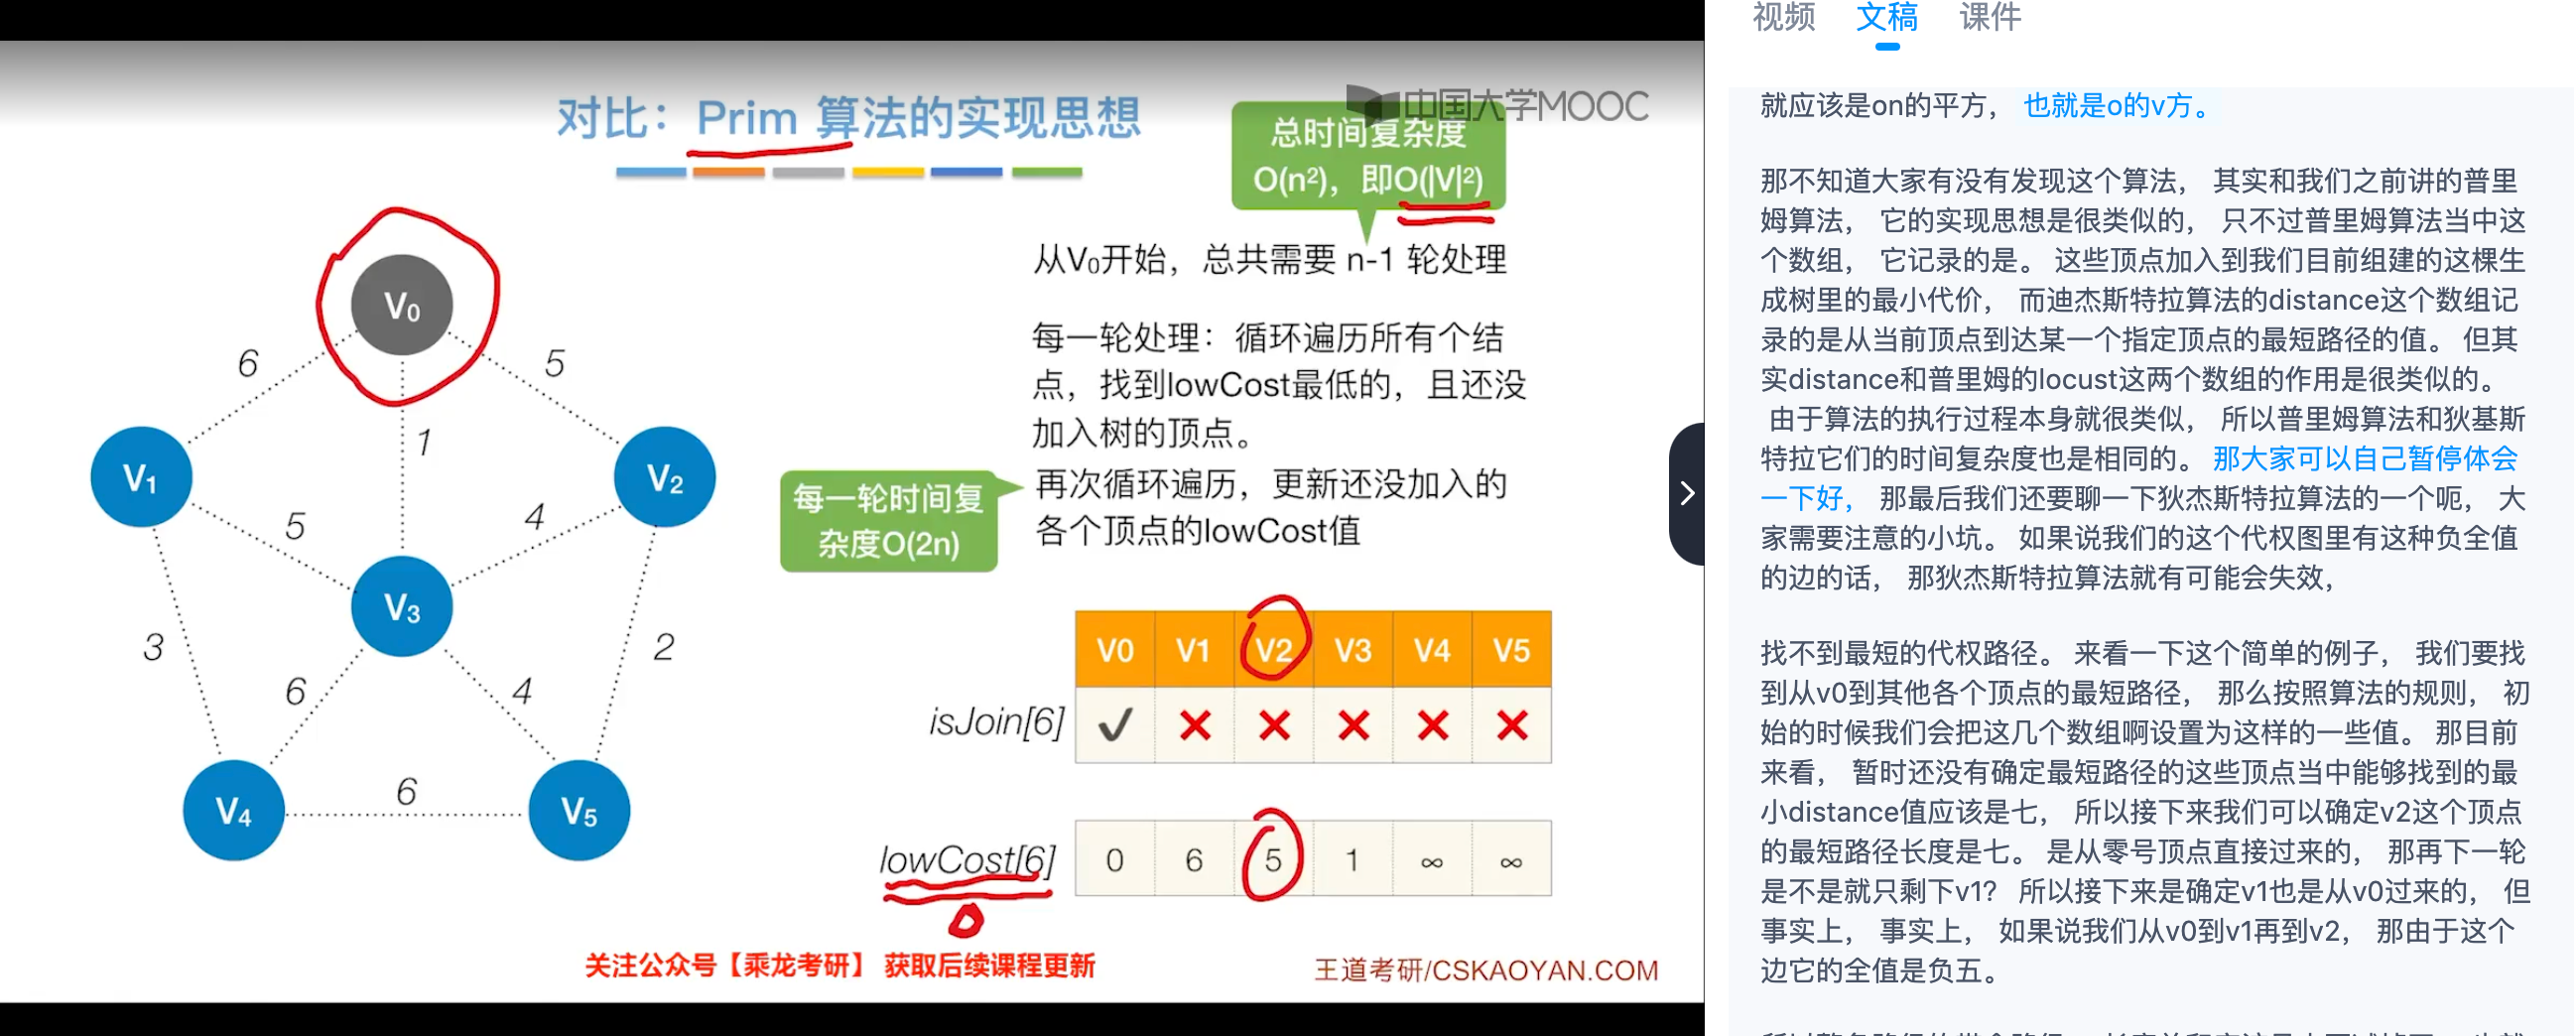 对比：Prim 算法的实现思想
中国大学MOOC
总时间复杂度
O(n²)，即O(|V|²)
从V₀开始，总共需要 n-1 轮处理
每一轮处理：循环遍历所有个结
点，找到lowCost最低的，且还没
加入树的顶点。
再次循环遍历，更新还没加入的
各个顶点的lowCost值
每一轮时间复
杂度O(2n)
V₀
6
5
1
V₁
V₂
5
4
V₃
3
2
6
4
V₄
6
V₅
V0 V1 V2 V3 V4 V5
isJoin[6] ✓ ✕ ✕ ✕ ✕ ✕
lowCost[6] 0 6 5 1 ∞ ∞
关注公众号【乘龙考研】 获取后续课程更新
王道考研/CSKAOYAN.COM
视频 文稿 课件
就应该是on的平方， 也就是o的v方。
那不知道大家有没有发现这个算法， 其实和我们之前讲的普里
姆算法， 它的实现思想是很类似的， 只不过普里姆算法当中这
个数组， 它记录的是。 这些顶点加入到我们目前组建的这棵生
成树里的最小代价， 而迪杰斯特拉算法的distance这个数组记
录的是从当前顶点到达某一个指定顶点的最短路径的值。 但其
实distance和普里姆的locust这两个数组的作用是很类似的。
由于算法的执行过程本身就很类似， 所以普里姆算法和狄基斯
特拉它们的时间复杂度也是相同的。 那大家可以自己暂停体会
一下好， 那最后我们还要聊一下狄杰斯特拉算法的一个呃， 大
家需要注意的小坑。 如果说我们的这个代权图里有这种负全值
的边的话， 那狄杰斯特拉算法就有可能会失效，
找不到最短的代权路径。 来看一下这个简单的例子， 我们要找
到从v0到其他各个顶点的最短路径， 那么按照算法的规则， 初
始的时候我们会把这几个数组啊设置为这样的一些值。 那目前
来看， 暂时还没有确定最短路径的这些顶点当中能够找到的最
小distance值应该是七， 所以接下来我们可以确定v2这个顶点
的最短路径长度是七。 是从零号顶点直接过来的， 那再下一轮
是不是就只剩下v1? 所以接下来是确定v1也是从v0过来的， 但
事实上， 事实上， 如果说我们从v0到v1再到v2， 那由于这个
边它的全值是负五。